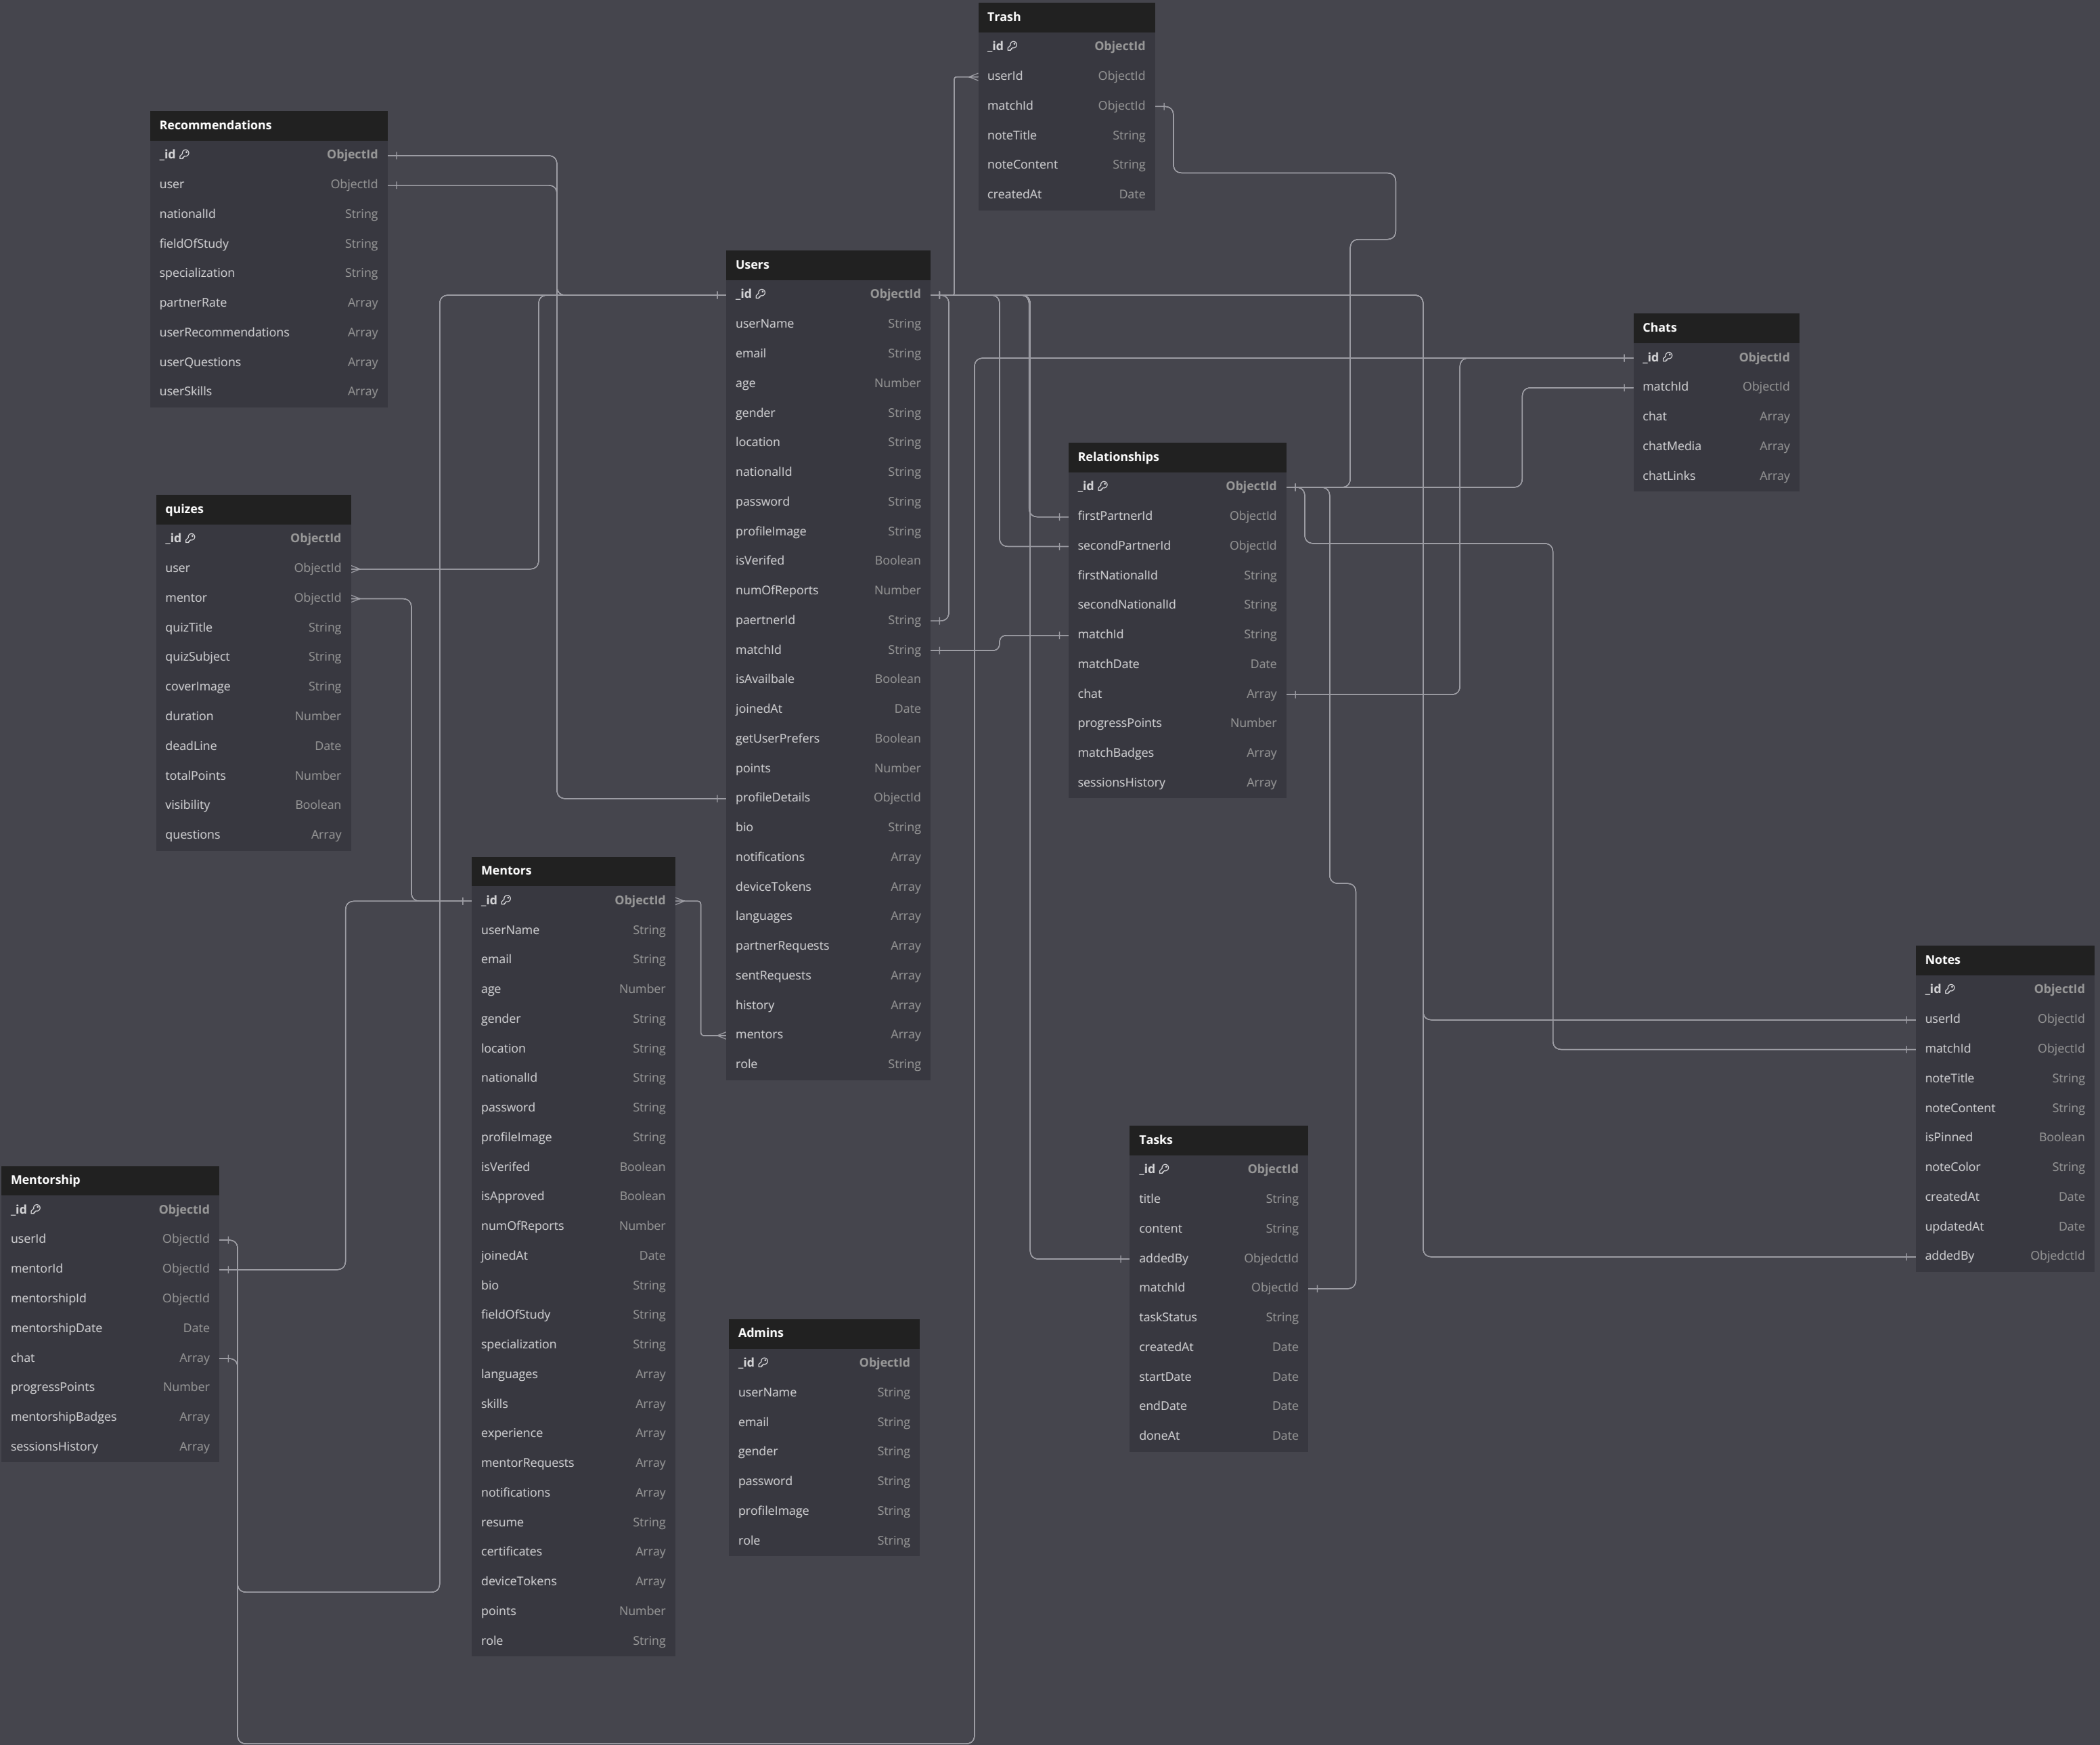 Trash
_id ObjectId
userId ObjectId
matchId ObjectId
noteTitle String
noteContent String
createdAt Date
Recommendations
_id ObjectId
user ObjectId
nationalId String
fieldOfStudy String
specialization String
partnerRate Array
userRecommendations Array
userQuestions Array
userSkills Array
Users
_id ObjectId
userName String
email String
age Number
gender String
location String
nationalId String
password String
profileImage String
isVerifed Boolean
numOfReports Number
paertnerId String
matchId String
isAvailbale Boolean
joinedAt Date
getUserPrefers Boolean
points Number
profileDetails ObjectId
bio String
notifications Array
deviceTokens Array
languages Array
partnerRequests Array
sentRequests Array
history Array
mentors Array
role String
Chats
_id ObjectId
matchId ObjectId
chat Array
chatMedia Array
chatLinks Array
Relationships
_id ObjectId
firstPartnerId ObjectId
secondPartnerId ObjectId
firstNationalId String
secondNationalId String
matchId String
matchDate Date
chat Array
progressPoints Number
matchBadges Array
sessionsHistory Array
quizes
_id ObjectId
user ObjectId
mentor ObjectId
quizTitle String
quizSubject String
coverImage String
duration Number
deadLine Date
totalPoints Number
visibility Boolean
questions Array
Mentors
_id ObjectId
userName String
email String
age Number
gender String
location String
nationalId String
password String
profileImage String
isVerifed Boolean
isApproved Boolean
numOfReports Number
joinedAt Date
bio String
fieldOfStudy String
specialization String
languages Array
skills Array
experience Array
mentorRequests Array
notifications Array
resume String
certificates Array
deviceTokens Array
points Number
role String
Notes
_id ObjectId
userId ObjectId
matchId ObjectId
noteTitle String
noteContent String
isPinned Boolean
noteColor String
createdAt Date
updatedAt Date
addedBy ObjedctId
Tasks
_id ObjectId
title String
content String
addedBy ObjedctId
matchId ObjectId
taskStatus String
createdAt Date
startDate Date
endDate Date
doneAt Date
Mentorship
_id ObjectId
userId ObjectId
mentorId ObjectId
mentorshipId ObjectId
mentorshipDate Date
chat Array
progressPoints Number
mentorshipBadges Array
sessionsHistory Array
Admins
_id ObjectId
userName String
email String
gender String
password String
profileImage String
role String